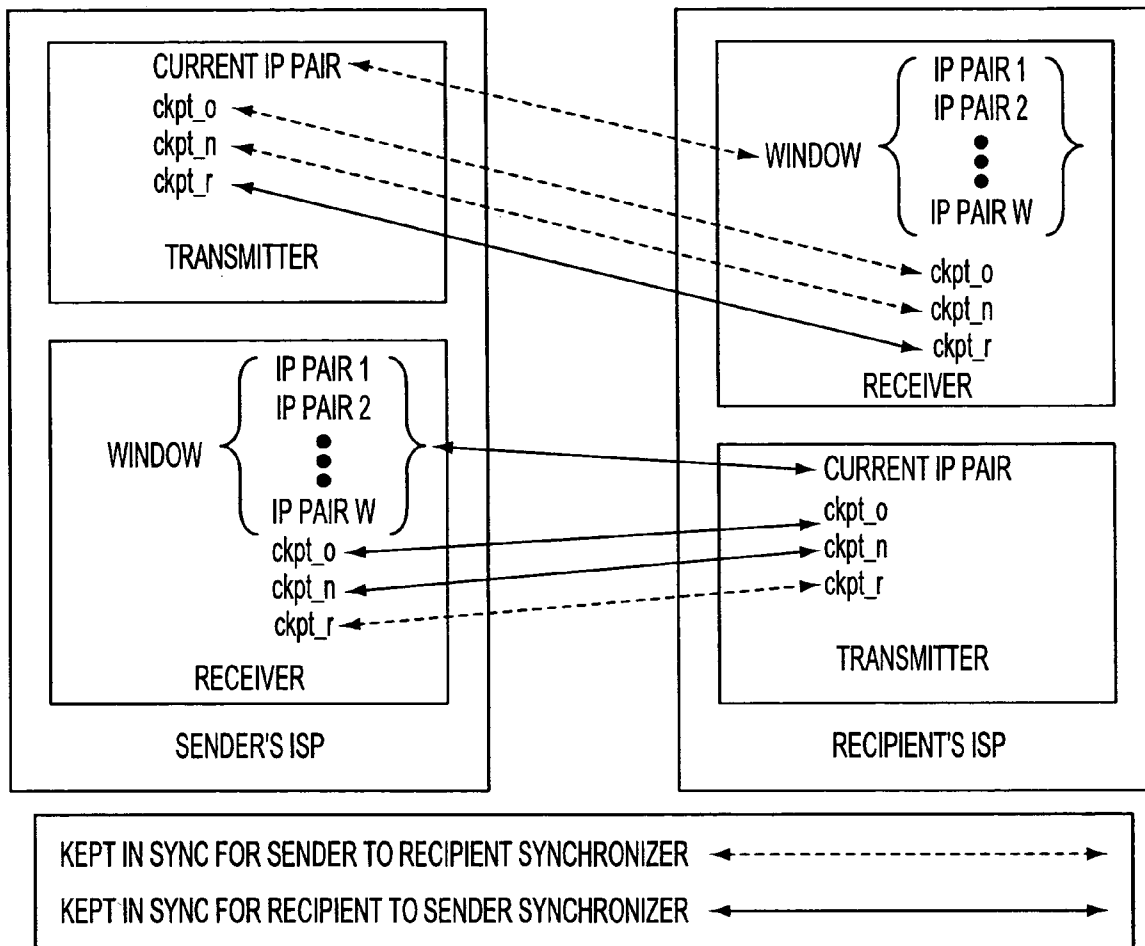 CURRENT IP PAIR
ckpt_o
ckpt_n
ckpt_r
TRANSMITTER
IP PAIR 1
IP PAIR 2
WINDOW
IP PAIR W
ckpt_o
ckpt_n
ckpt_r
RECEIVER
SENDER'S ISP
IP PAIR 1
IP PAIR 2
WINDOW
IP PAIR W
ckpt_o
ckpt_n
ckpt_r
RECEIVER
CURRENT IP PAIR
ckpt_o
ckpt_n
ckpt_r
TRANSMITTER
RECIPIENT'S ISP
KEPT IN SYNC FOR SENDER TO RECIPIENT SYNCHRONIZER
KEPT IN SYNC FOR RECIPIENT TO SENDER SYNCHRONIZER